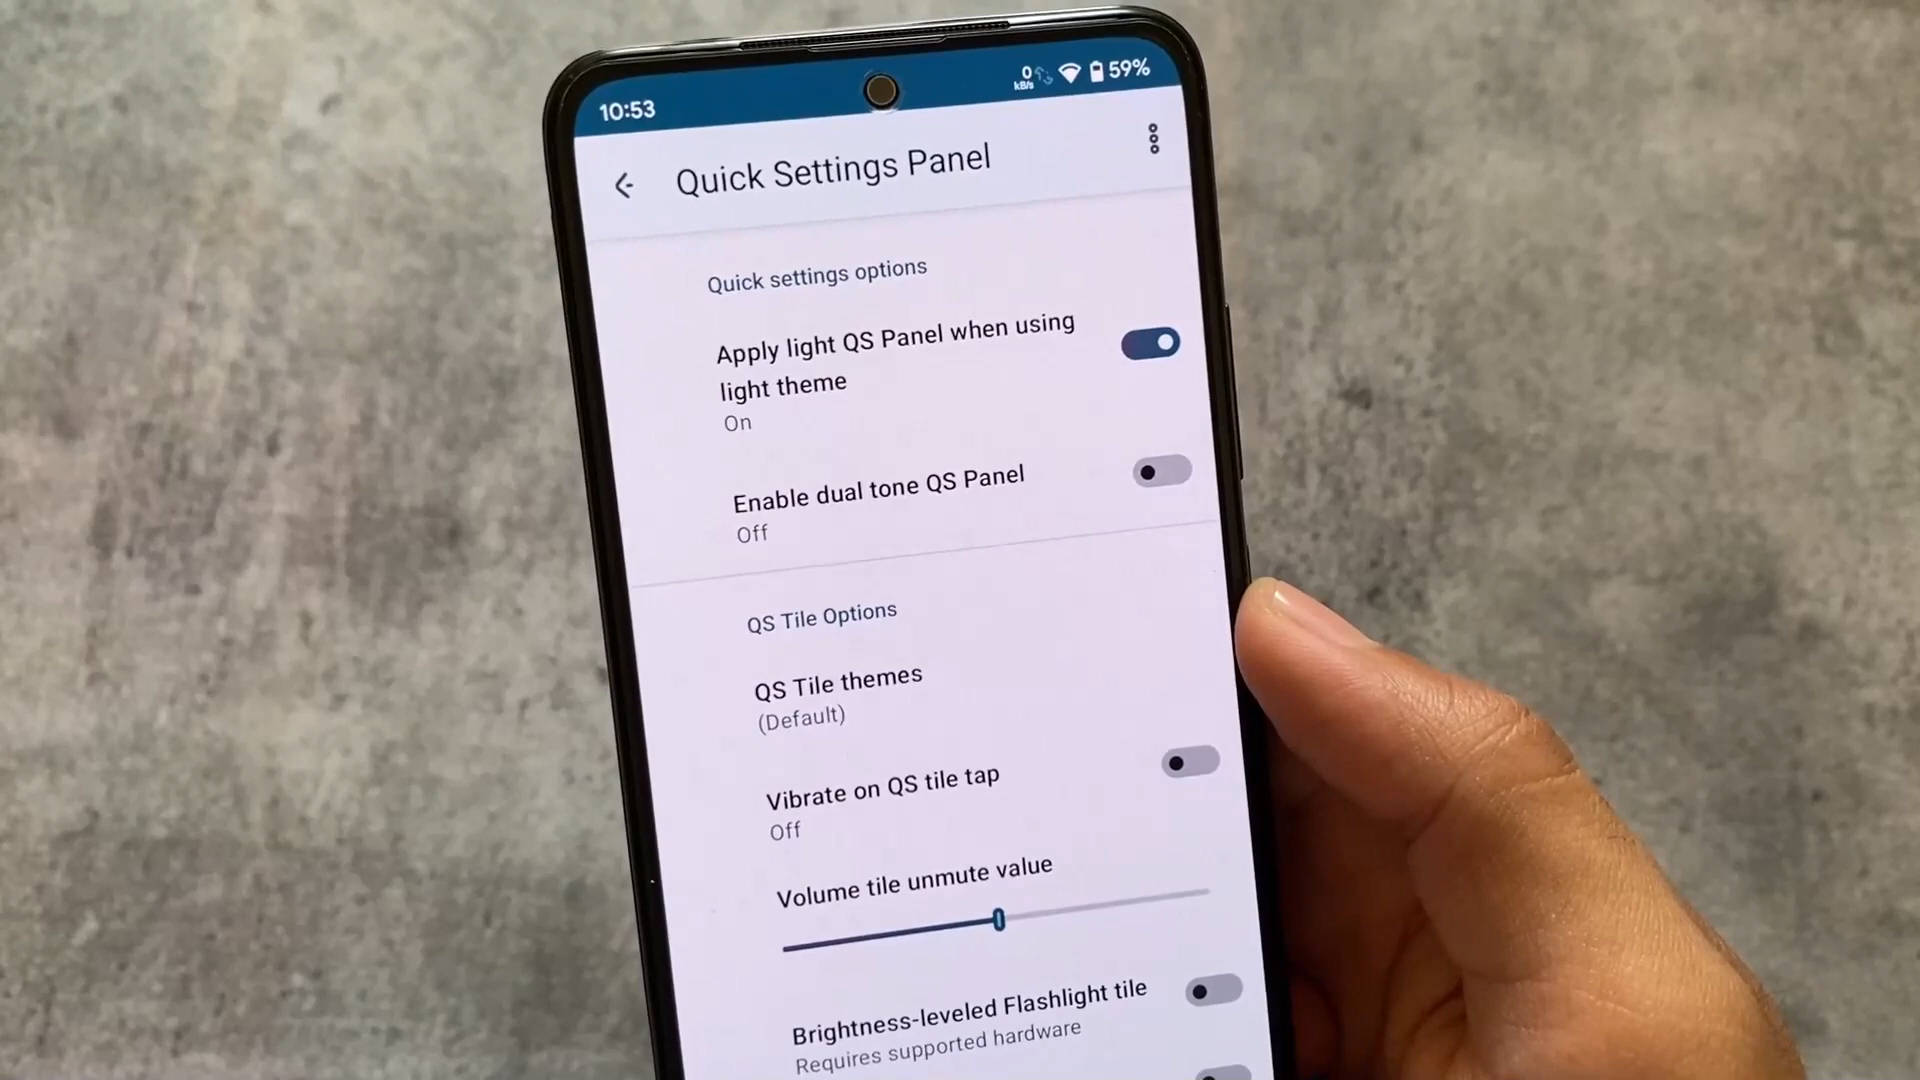 10:53
0
kB/s
59%
Quick Settings Panel
Quick settings options
Apply light QS Panel when using
light theme
On
Enable dual tone QS Panel
Off
QS Tile Options
QS Tile themes
(Default)
Vibrate on QS tile tap
Off
Volume tile unmute value
Brightness-leveled Flashlight tile
Requires supported hardware